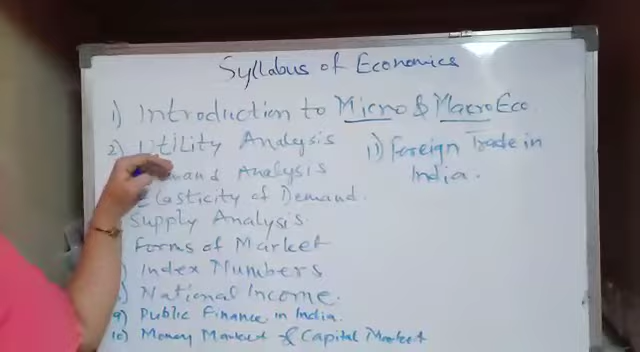 Syllabus of Economics
1) Introduction to Micro & Macro Eco.
2) Utility Analysis
Analysis
Elasticity of Demand.
Supply Analysis.
Forms of Market
Index Numbers
National Income.
9) Public Finance in India.
10) Money Market & Capital Market
11) Foreign Trade in
India.